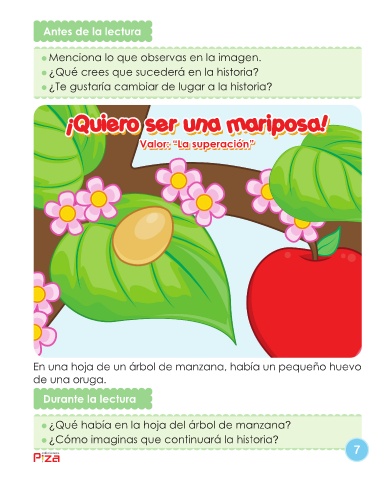 Antes de la lectura
Menciona lo que observas en la imagen.
¿Qué crees que sucederá en la historia?
¿Te gustaría cambiar de lugar a la historia?
¡Quiero ser una mariposa!
Valor: "La superación"
En una hoja de un árbol de manzana, había un pequeño huevo
de una oruga.
Durante la lectura
¿Qué había en la hoja del árbol de manzana?
¿Cómo imaginas que continuará la historia?
7
Piza